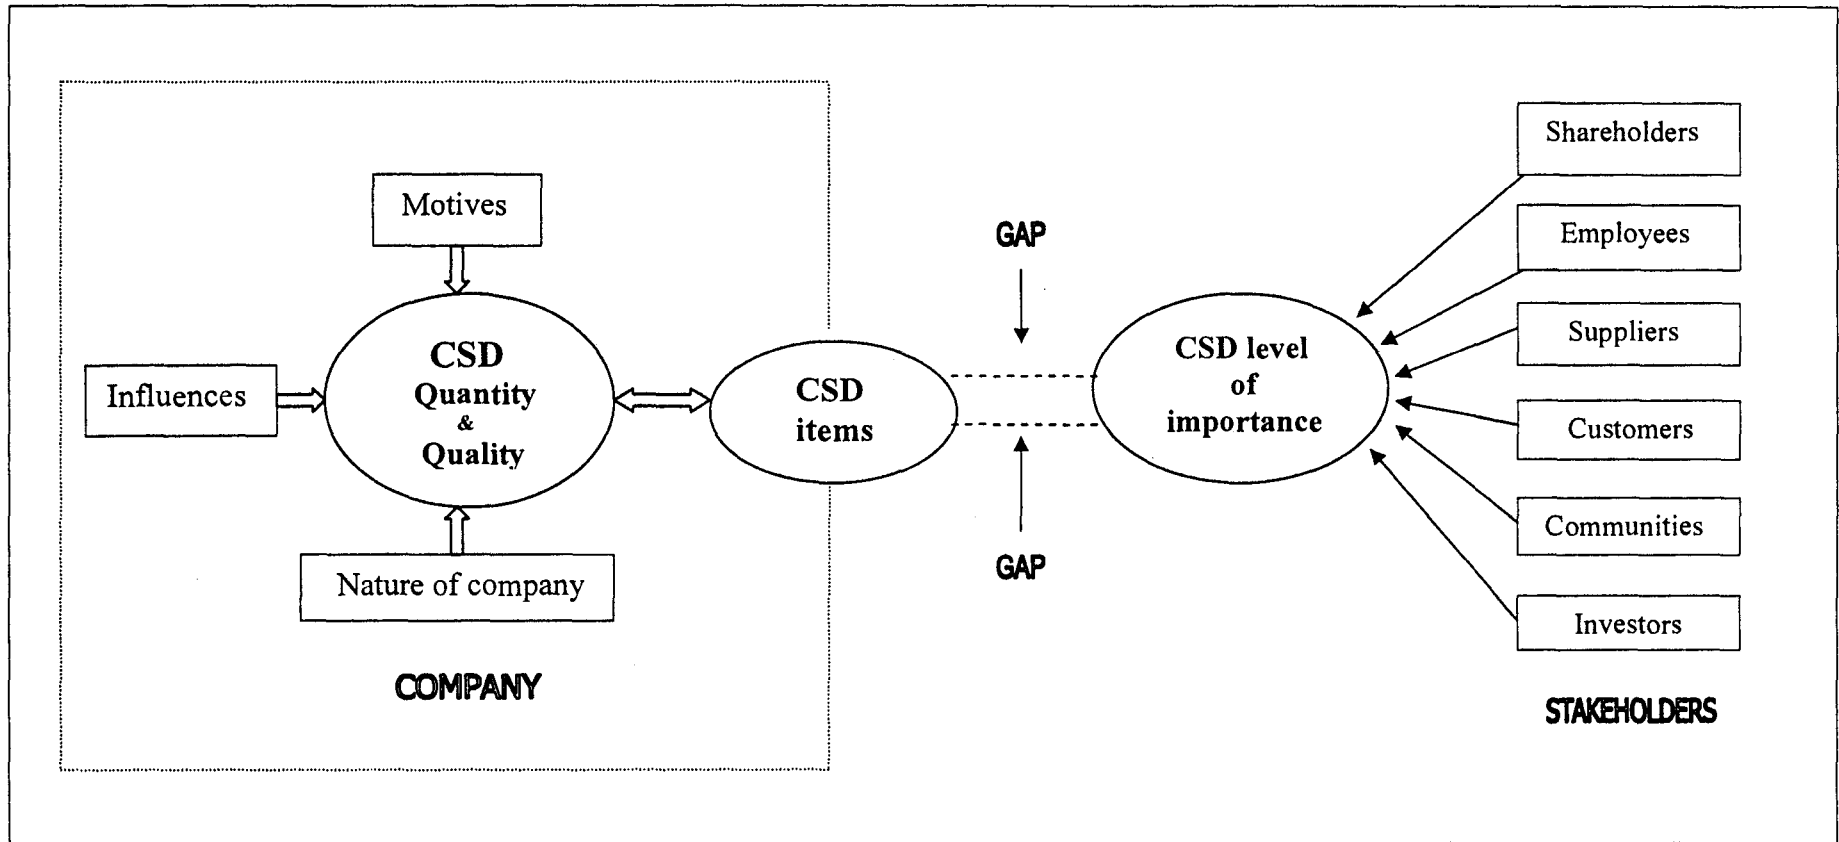 Motives
Influences
CSD
Quantity
&
Quality
Nature of company
COMPANY
CSD
items
GAP
GAP
CSD level
of
importance
Shareholders
Employees
Suppliers
Customers
Communities
Investors
STAKEHOLDERS